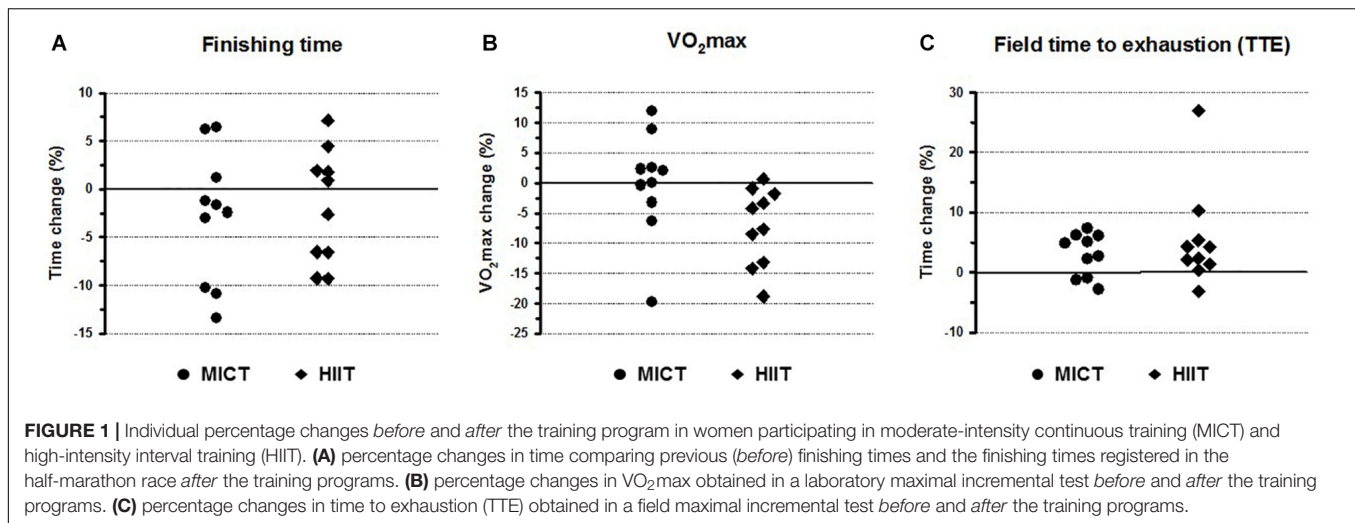 A Finishing time
Time change (%)
10
5
0
-5
-10
-15
● MICT ◆ HIIT
B VO₂max
VO₂max change (%)
15
10
5
0
-5
-10
-15
-20
-25
● MICT ◆ HIIT
C Field time to exhaustion (TTE)
Time change (%)
30
20
10
0
-10
● MICT ◆ HIIT
FIGURE 1 | Individual percentage changes before and after the training program in women participating in moderate-intensity continuous training (MICT) and
high-intensity interval training (HIIT). (A) percentage changes in time comparing previous (before) finishing times and the finishing times registered in the
half-marathon race after the training programs. (B) percentage changes in VO₂max obtained in a laboratory maximal incremental test before and after the training
programs. (C) percentage changes in time to exhaustion (TTE) obtained in a field maximal incremental test before and after the training programs.